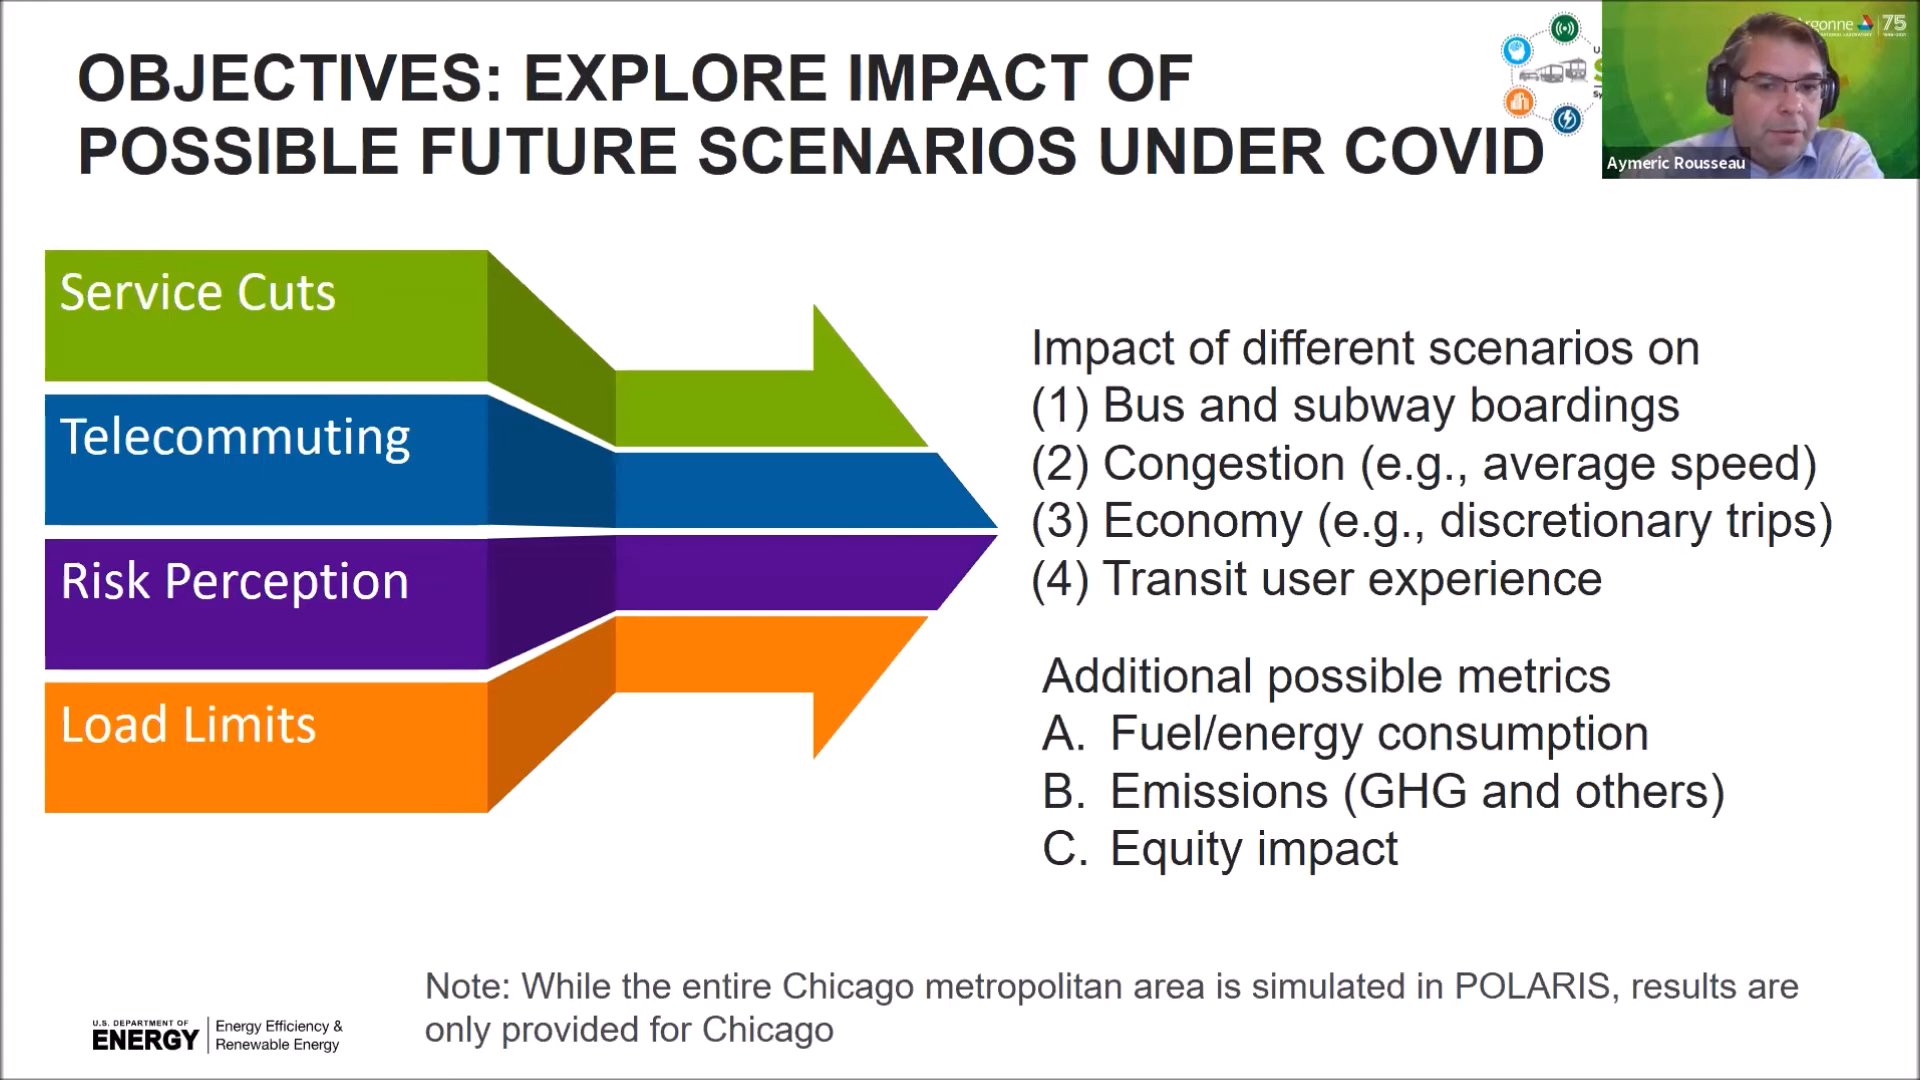 OBJECTIVES: EXPLORE IMPACT OF
POSSIBLE FUTURE SCENARIOS UNDER COVID
Argonne
75
Aymeric Rousseau
Service Cuts
Telecommuting
Risk Perception
Load Limits
Impact of different scenarios on
(1) Bus and subway boardings
(2) Congestion (e.g., average speed)
(3) Economy (e.g., discretionary trips)
(4) Transit user experience
Additional possible metrics
A. Fuel/energy consumption
B. Emissions (GHG and others)
C. Equity impact
Note: While the entire Chicago metropolitan area is simulated in POLARIS, results are
only provided for Chicago
U.S. DEPARTMENT OF
ENERGY
Energy Efficiency &
Renewable Energy